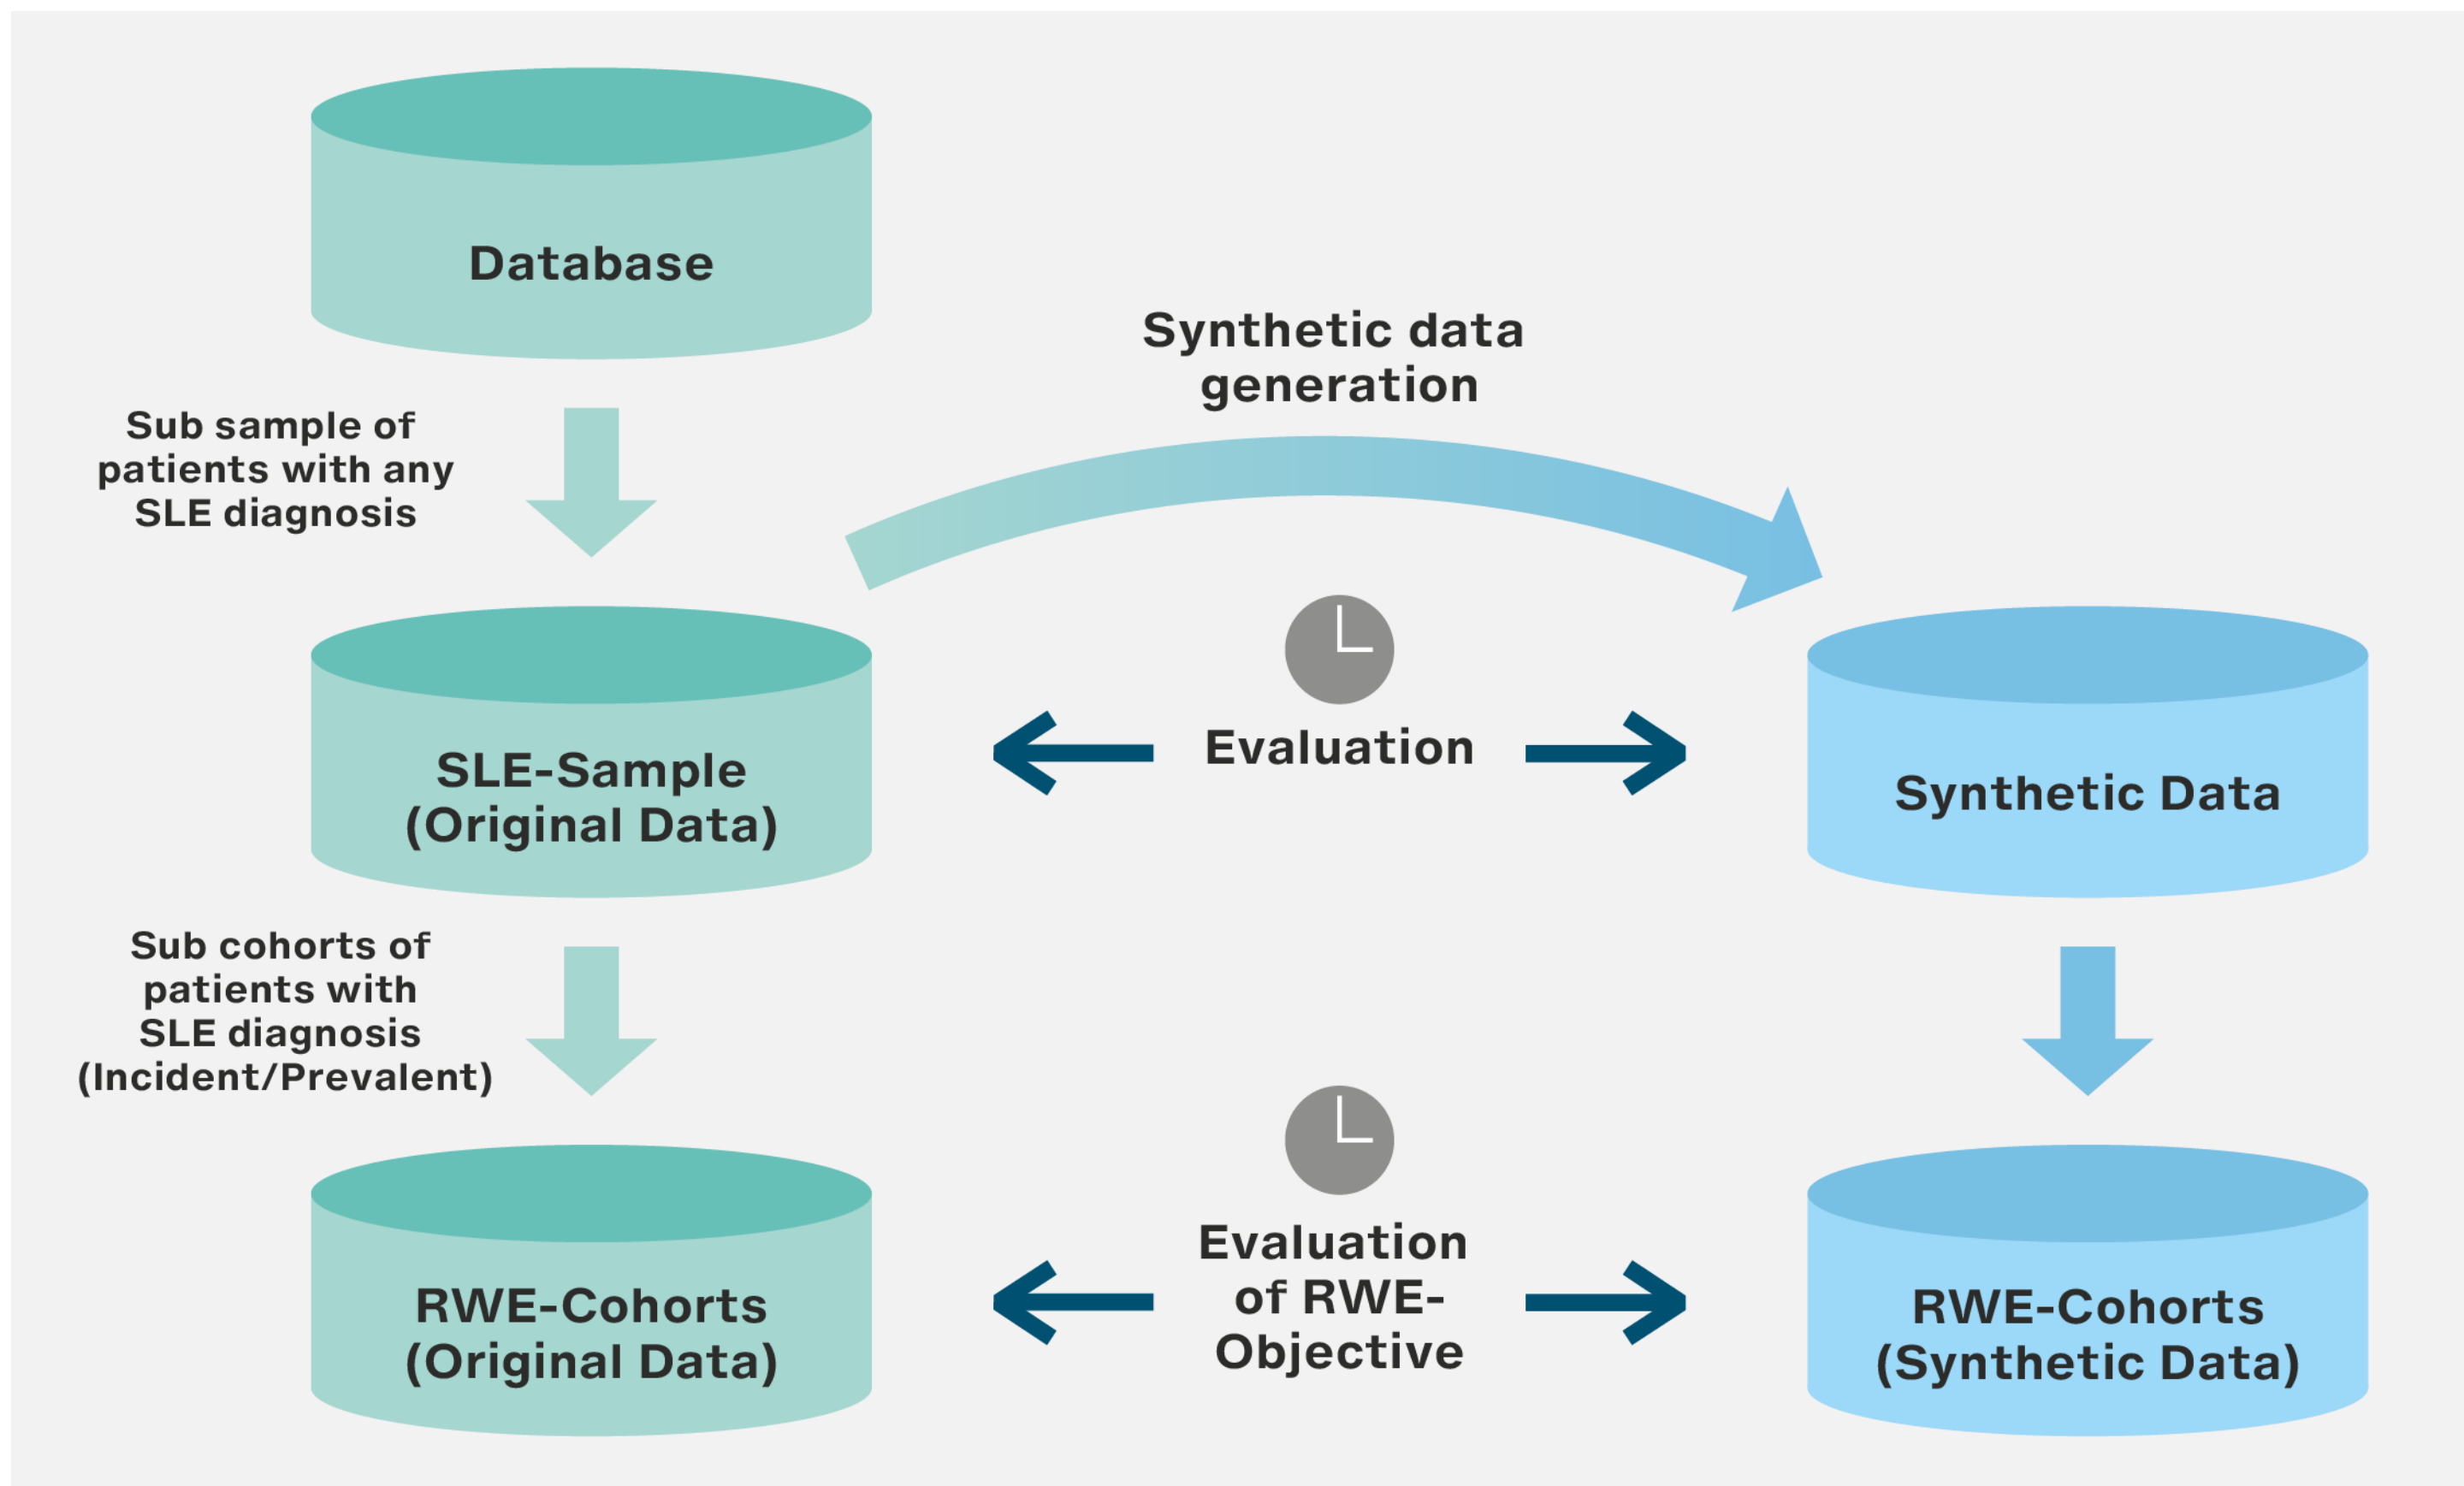 Database
Synthetic data
generation
Sub sample of
patients with any
SLE diagnosis
SLE-Sample
(Original Data)
Evaluation
Synthetic Data
Sub cohorts of
patients with
SLE diagnosis
(Incident/Prevalent)
RWE-Cohorts
(Original Data)
Evaluation
of RWE-
Objective
RWE-Cohorts
(Synthetic Data)